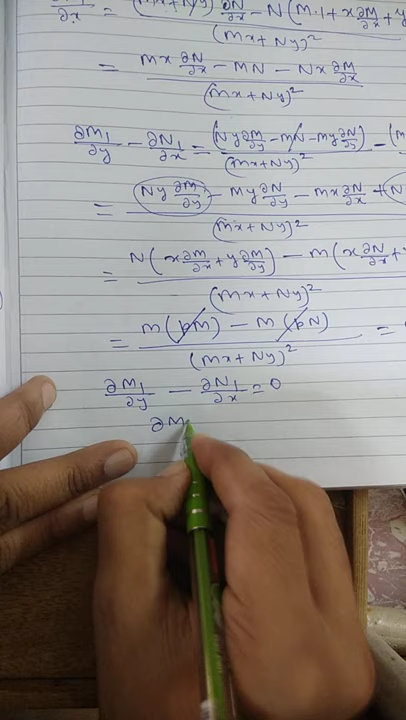 ∂x = (Mx+Ny) ∂N/∂x − N(M·1 + x ∂M/∂x + y / (Mx+Ny)²
= Mx ∂N/∂x − MN − Nx ∂M/∂x / (Mx+Ny)²
∂M₁/∂y − ∂N₁/∂x = (Ny ∂M/∂y − MN − My ∂N/∂y) − (M / (Mx+Ny)²
= Ny ∂M/∂y − My ∂N/∂y − Mx ∂N/∂x + N / (Mx+Ny)²
= N(x ∂M/∂x + y ∂M/∂y) − M(x ∂N/∂x + y / (Mx+Ny)²
= M(pM) − M(pN) / (Mx+Ny)² =
∂M₁/∂y − ∂N₁/∂x = 0
∂M